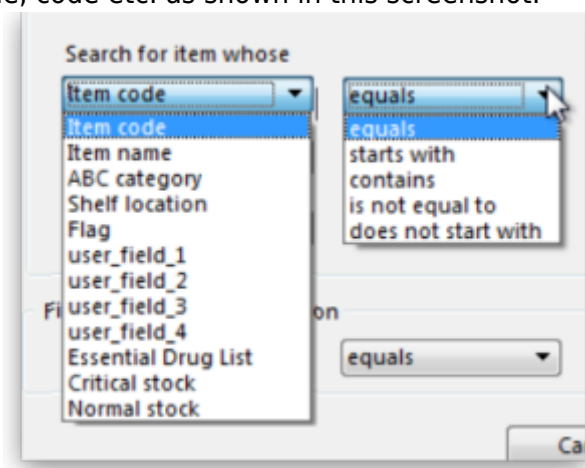 code etc. as shown in this screenshot:
Search for item whose
Item code
equals
Item code
Item name
ABC category
Shelf location
Flag
user_field_1
user_field_2
user_field_3
user_field_4
Essential Drug List
Critical stock
Normal stock
equals
starts with
contains
is not equal to
does not start with
Fi
on
equals
Ca